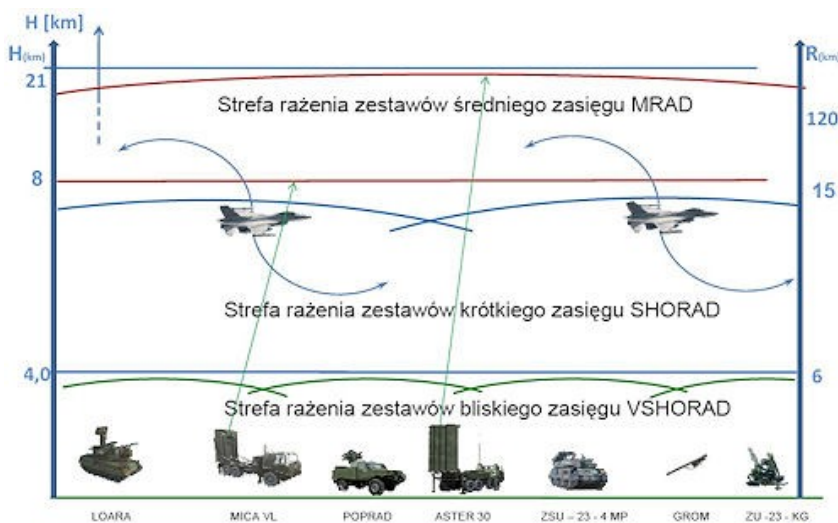 H [km]
H(km)
R(km)
21
Strefa rażenia zestawów średniego zasięgu MRAD
120
8
15
Strefa rażenia zestawów krótkiego zasięgu SHORAD
4,0
6
Strefa rażenia zestawów bliskiego zasięgu VSHORAD
LOARA MICA VL POPRAD ASTER 30 ZSU – 23 - 4 MP GROM ZU -23 - KG